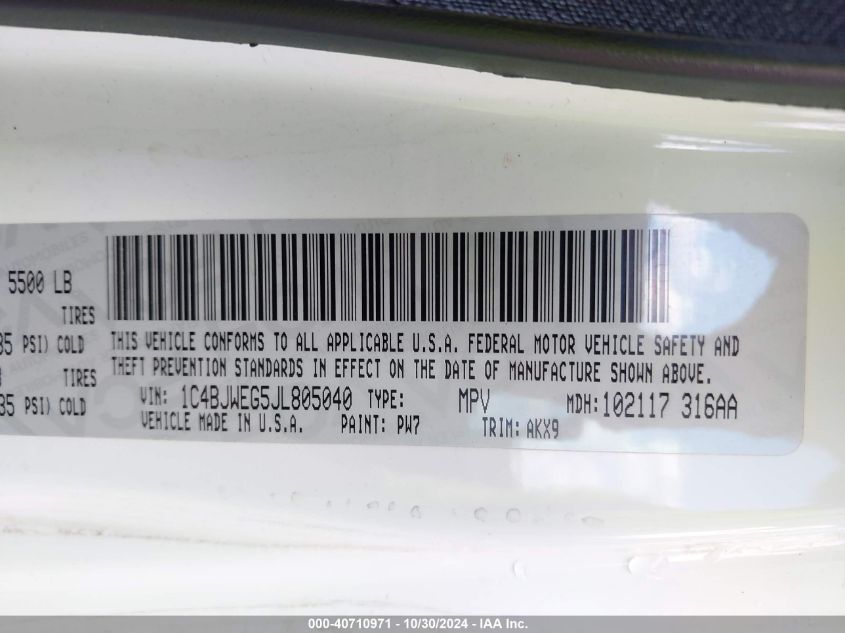 5500 LB
TIRES
35 PSI) COLD
TIRES
35 PSI) COLD
THIS VEHICLE CONFORMS TO ALL APPLICABLE U.S.A. FEDERAL MOTOR VEHICLE SAFETY AND
THEFT PREVENTION STANDARDS IN EFFECT ON THE DATE OF MANUFACTURE SHOWN ABOVE.
VIN: 1C4BJWEG5JL805040 TYPE: MPV MDH: 102117 316AA
VEHICLE MADE IN U.S.A. PAINT: PW7 TRIM: AKX9
000-40710971 - 10/30/2024 - IAA Inc.